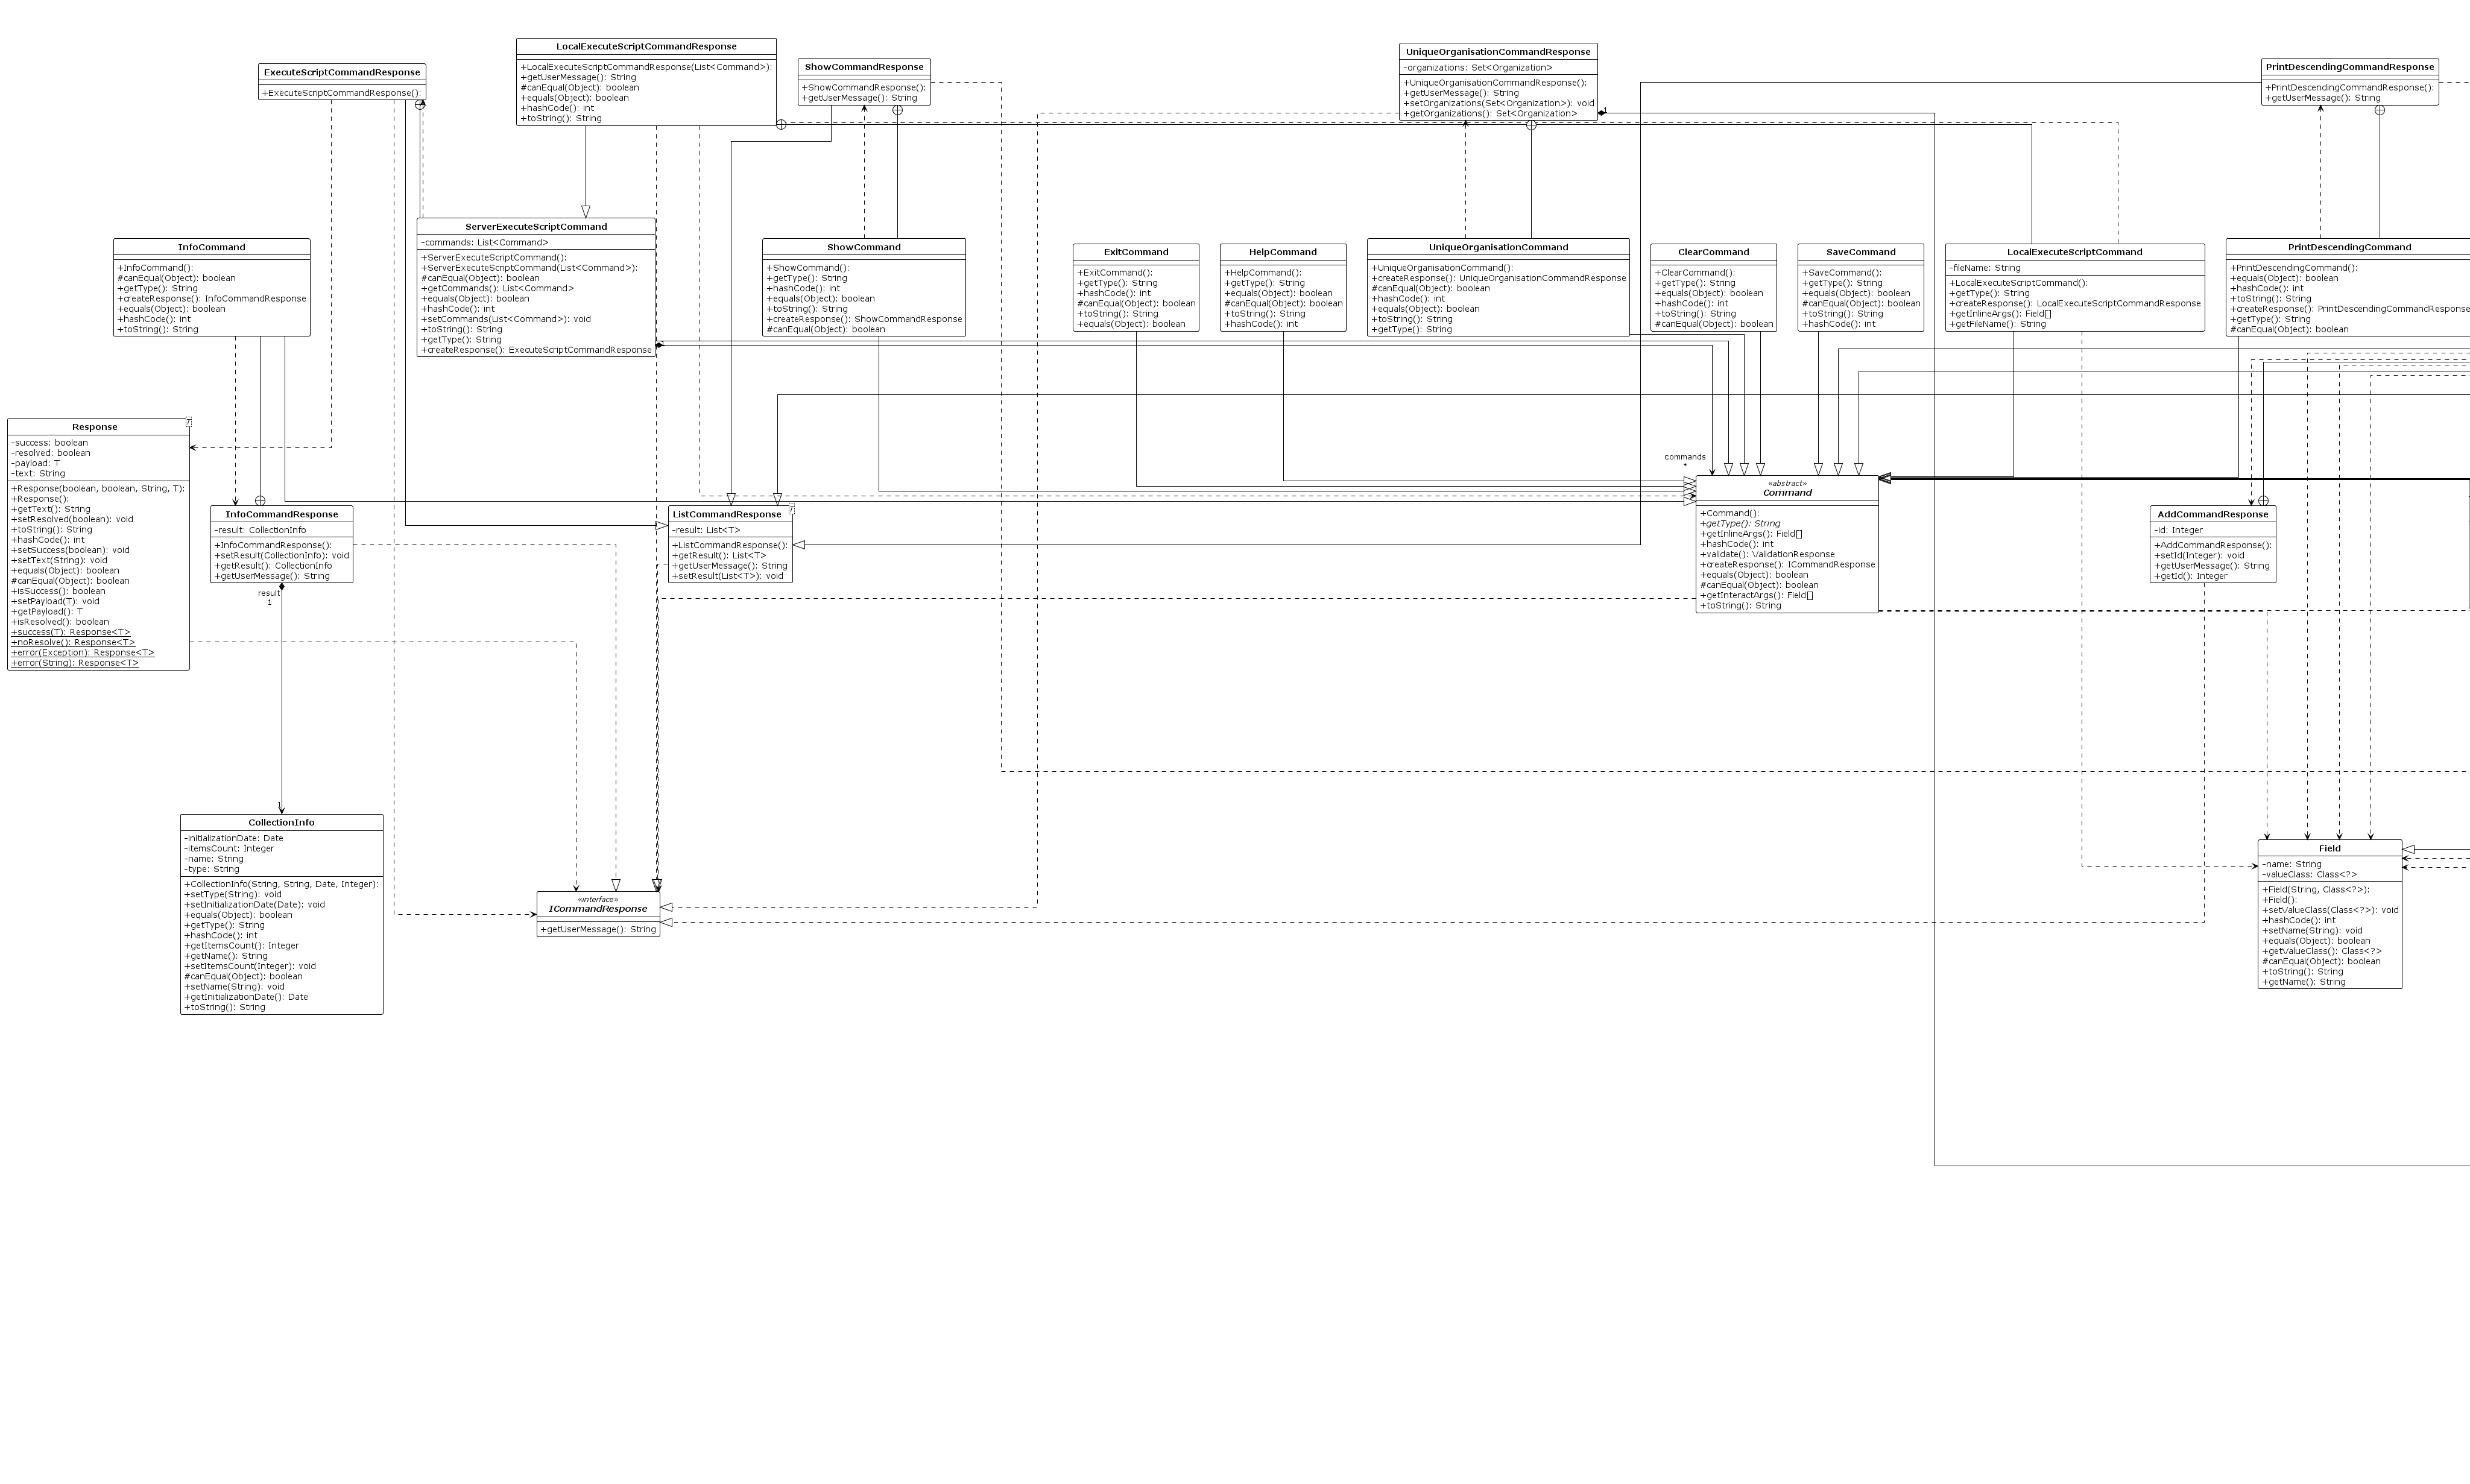 LocalExecuteScriptCommandResponse
+LocalExecuteScriptCommandResponse(List<Command>):
+getUserMessage(): String
#canEqual(Object): boolean
+equals(Object): boolean
+hashCode(): int
+toString(): String
UniqueOrganisationCommandResponse
-organizations: Set<Organization>
+UniqueOrganisationCommandResponse():
+getUserMessage(): String
+setOrganizations(Set<Organization>): void
+getOrganizations(): Set<Organization>
1
ExecuteScriptCommandResponse
+ExecuteScriptCommandResponse():
ShowCommandResponse
+ShowCommandResponse():
+getUserMessage(): String
PrintDescendingCommandResponse
+PrintDescendingCommandResponse():
+getUserMessage(): String
InfoCommand
+InfoCommand():
#canEqual(Object): boolean
+getType(): String
+createResponse(): InfoCommandResponse
+equals(Object): boolean
+hashCode(): int
+toString(): String
ServerExecuteScriptCommand
-commands: List<Command>
+ServerExecuteScriptCommand():
+ServerExecuteScriptCommand(List<Command>):
#canEqual(Object): boolean
+getCommands(): List<Command>
+equals(Object): boolean
+hashCode(): int
+setCommands(List<Command>): void
+toString(): String
+getType(): String
+createResponse(): ExecuteScriptCommandResponse
1
ShowCommand
+ShowCommand():
+getType(): String
+hashCode(): int
+equals(Object): boolean
+toString(): String
+createResponse(): ShowCommandResponse
#canEqual(Object): boolean
ExitCommand
+ExitCommand():
+getType(): String
+hashCode(): int
#canEqual(Object): boolean
+toString(): String
+equals(Object): boolean
HelpCommand
+HelpCommand():
+getType(): String
+equals(Object): boolean
#canEqual(Object): boolean
+toString(): String
+hashCode(): int
UniqueOrganisationCommand
+UniqueOrganisationCommand():
+createResponse(): UniqueOrganisationCommandResponse
#canEqual(Object): boolean
+hashCode(): int
+equals(Object): boolean
+toString(): String
+getType(): String
ClearCommand
+ClearCommand():
+getType(): String
+equals(Object): boolean
+hashCode(): int
+toString(): String
#canEqual(Object): boolean
SaveCommand
+SaveCommand():
+getType(): String
+equals(Object): boolean
#canEqual(Object): boolean
+toString(): String
+hashCode(): int
LocalExecuteScriptCommand
-fileName: String
+LocalExecuteScriptCommand():
+getType(): String
+createResponse(): LocalExecuteScriptCommandResponse
+getInlineArgs(): Field[]
+getFileName(): String
PrintDescendingCommand
+PrintDescendingCommand():
+equals(Object): boolean
+hashCode(): int
+toString(): String
+createResponse(): PrintDescendingCommandResponse
+getType(): String
#canEqual(Object): boolean
Response
T
-success: boolean
-resolved: boolean
-payload: T
-text: String
+Response(boolean, boolean, String, T):
+Response():
+getText(): String
+setResolved(boolean): void
+toString(): String
+hashCode(): int
+setSuccess(boolean): void
+setText(String): void
+equals(Object): boolean
#canEqual(Object): boolean
+isSuccess(): boolean
+setPayload(T): void
+getPayload(): T
+isResolved(): boolean
+success(T): Response<T>
+noResolve(): Response<T>
+error(Exception): Response<T>
+error(String): Response<T>
InfoCommandResponse
-result: CollectionInfo
+InfoCommandResponse():
+setResult(CollectionInfo): void
+getResult(): CollectionInfo
+getUserMessage(): String
result
1
ListCommandResponse
T
-result: List<T>
+ListCommandResponse():
+getResult(): List<T>
+getUserMessage(): String
+setResult(List<T>): void
commands
*
«abstract»
Command
+Command():
+getType(): String
+getInlineArgs(): Field[]
+hashCode(): int
+validate(): ValidationResponse
+createResponse(): ICommandResponse
+equals(Object): boolean
#canEqual(Object): boolean
+getInteractArgs(): Field[]
+toString(): String
AddCommandResponse
-id: Integer
+AddCommandResponse():
+setId(Integer): void
+getUserMessage(): String
+getId(): Integer
1
CollectionInfo
-initializationDate: Date
-itemsCount: Integer
-name: String
-type: String
+CollectionInfo(String, String, Date, Integer):
+setType(String): void
+setInitializationDate(Date): void
+equals(Object): boolean
+getType(): String
+hashCode(): int
+getItemsCount(): Integer
+getName(): String
+setItemsCount(Integer): void
#canEqual(Object): boolean
+setName(String): void
+getInitializationDate(): Date
+toString(): String
«interface»
ICommandResponse
+getUserMessage(): String
Field
-name: String
-valueClass: Class<?>
+Field(String, Class<?>):
+Field():
+setValueClass(Class<?>): void
+hashCode(): int
+setName(String): void
+equals(Object): boolean
+getValueClass(): Class<?>
#canEqual(Object): boolean
+toString(): String
+getName(): String